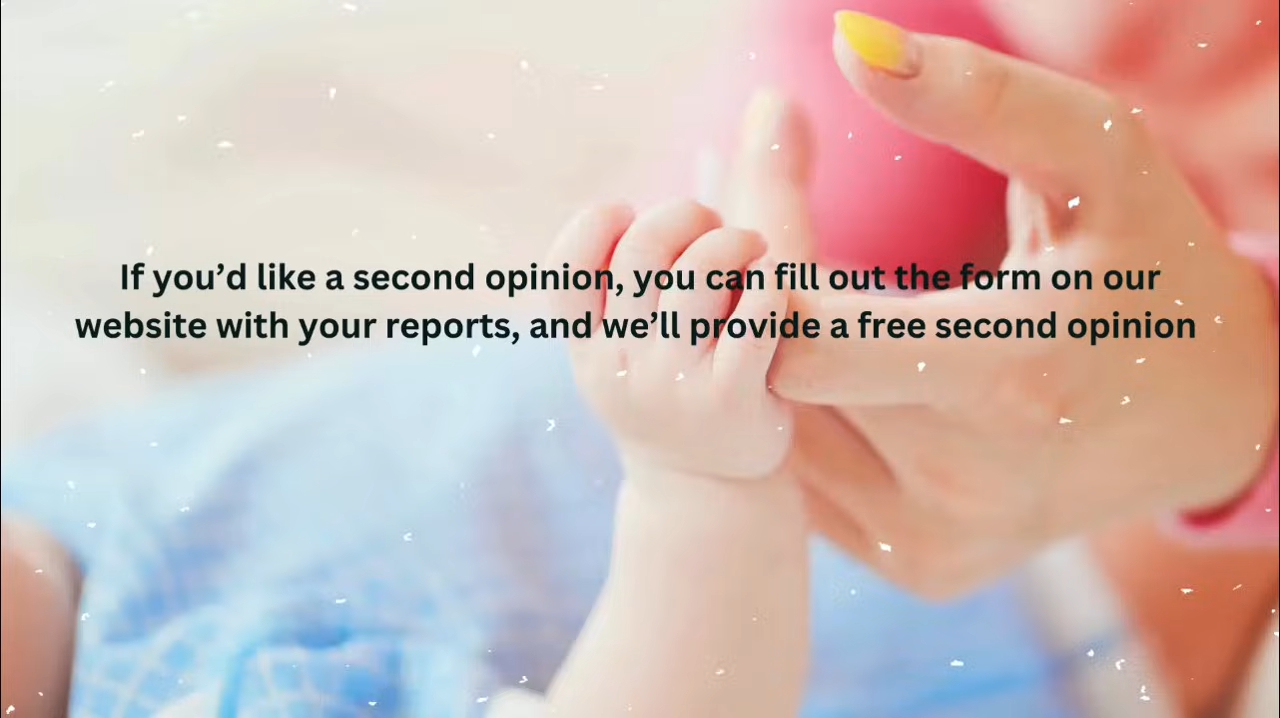 If you’d like a second opinion, you can fill out the form on our
website with your reports, and we’ll provide a free second opinion